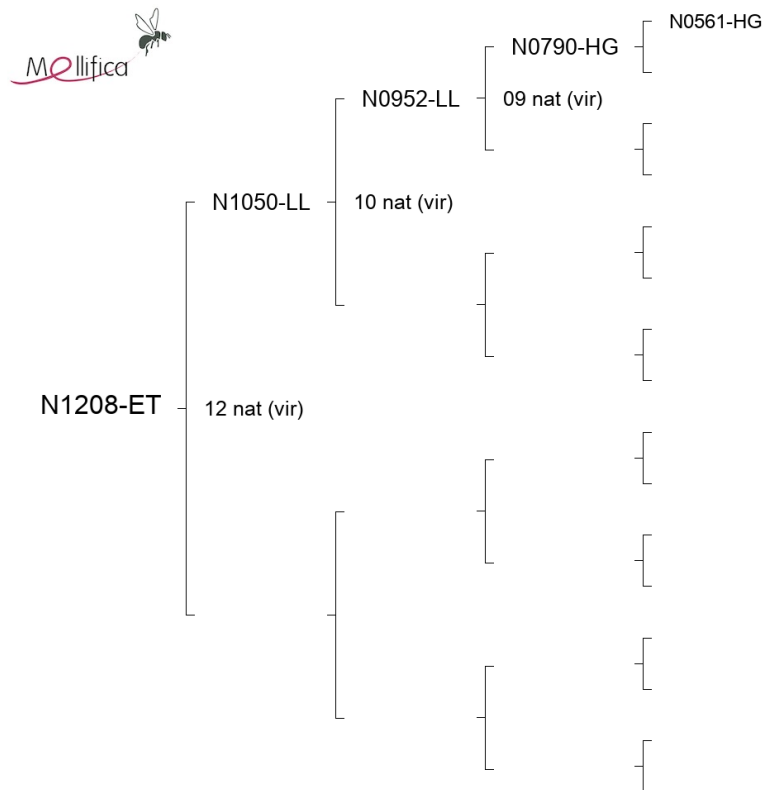 Mellifica
N0561-HG
N0790-HG
N0952-LL
09 nat (vir)
N1050-LL
10 nat (vir)
N1208-ET
12 nat (vir)